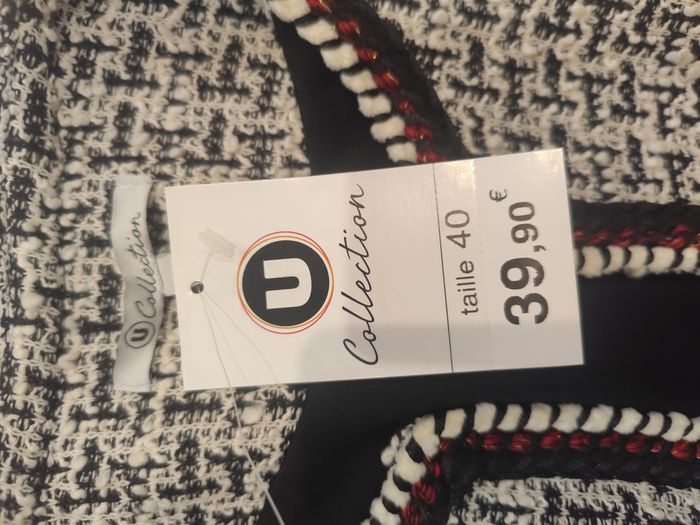 U
Collection
taille 40
39,90€
U Collection